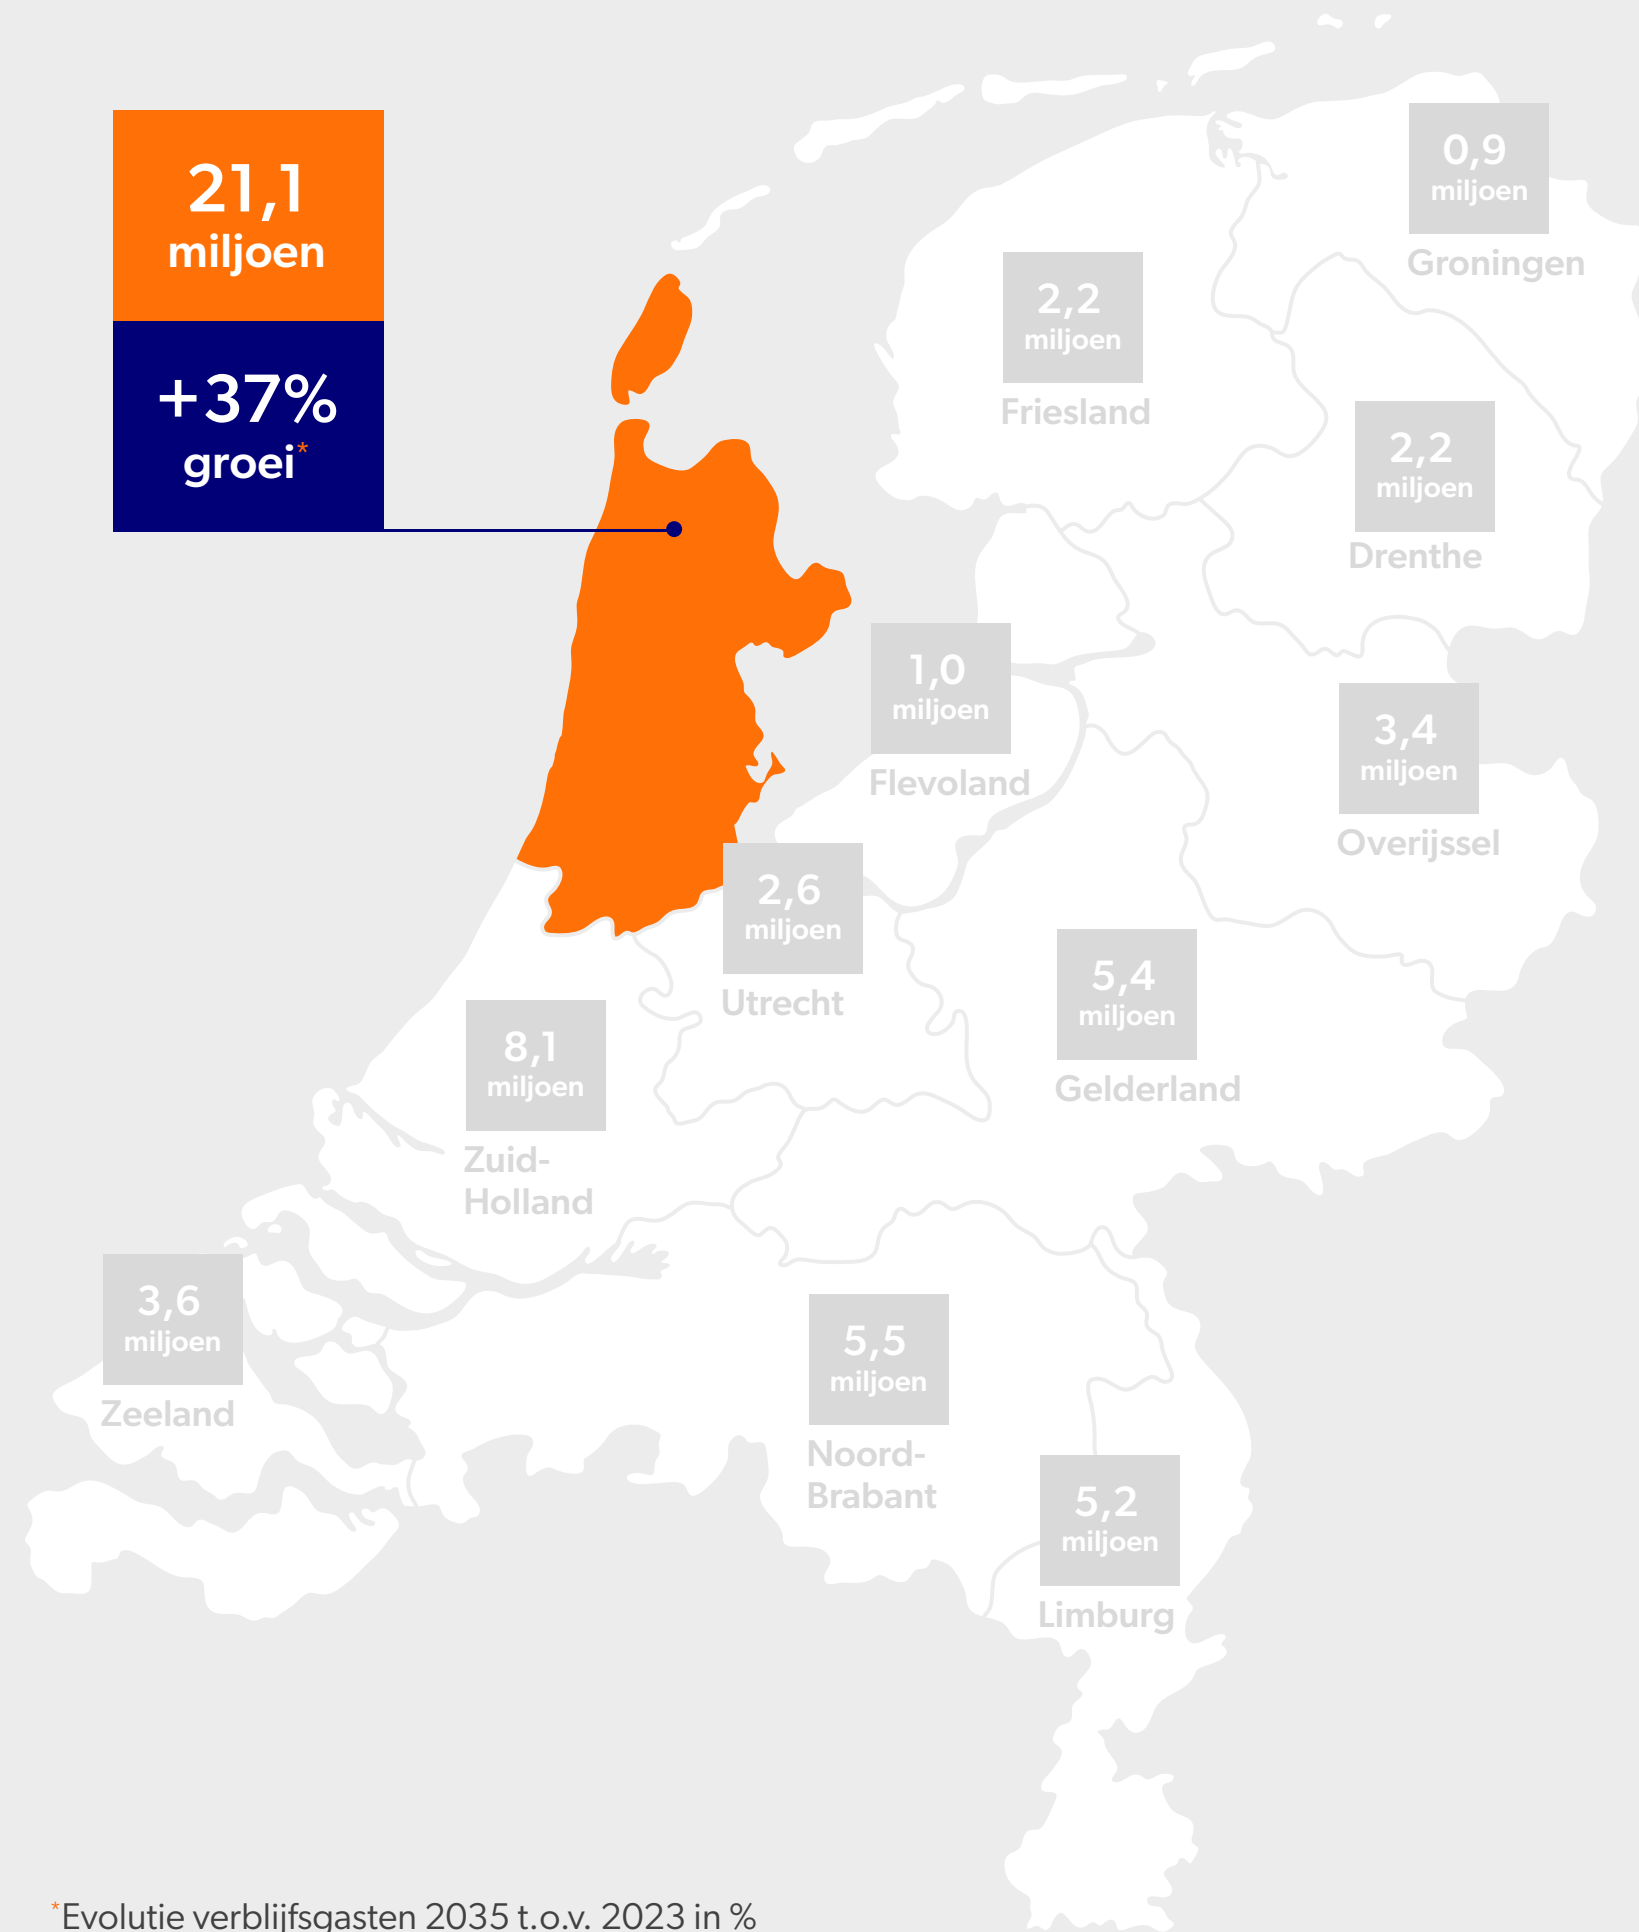 21,1
miljoen
+37%
groei*
0,9
miljoen
Groningen
2,2
miljoen
Friesland
2,2
miljoen
Drenthe
1,0
miljoen
Flevoland
3,4
miljoen
Overijssel
2,6
miljoen
Utrecht
5,4
miljoen
Gelderland
8,1
miljoen
Zuid-
Holland
3,6
miljoen
Zeeland
5,5
miljoen
Noord-
Brabant
5,2
miljoen
Limburg
*Evolutie verblijfsgasten 2035 t.o.v. 2023 in %